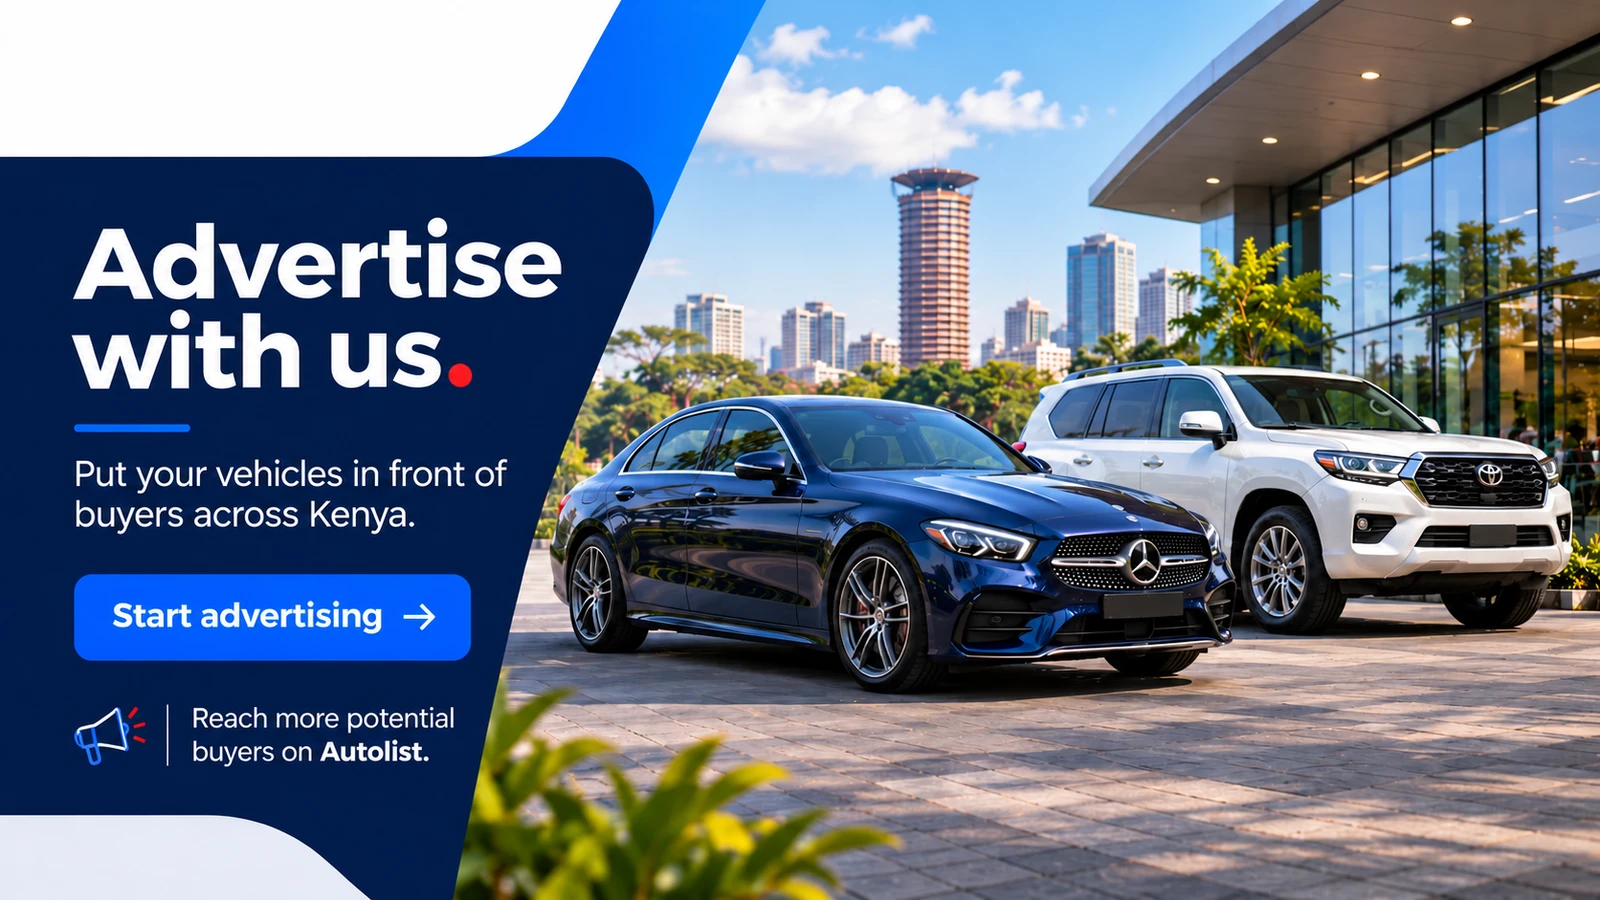 Advertise
with us.
Put your vehicles in front of
buyers across Kenya.
Start advertising →
Reach more potential
buyers on Autolist.